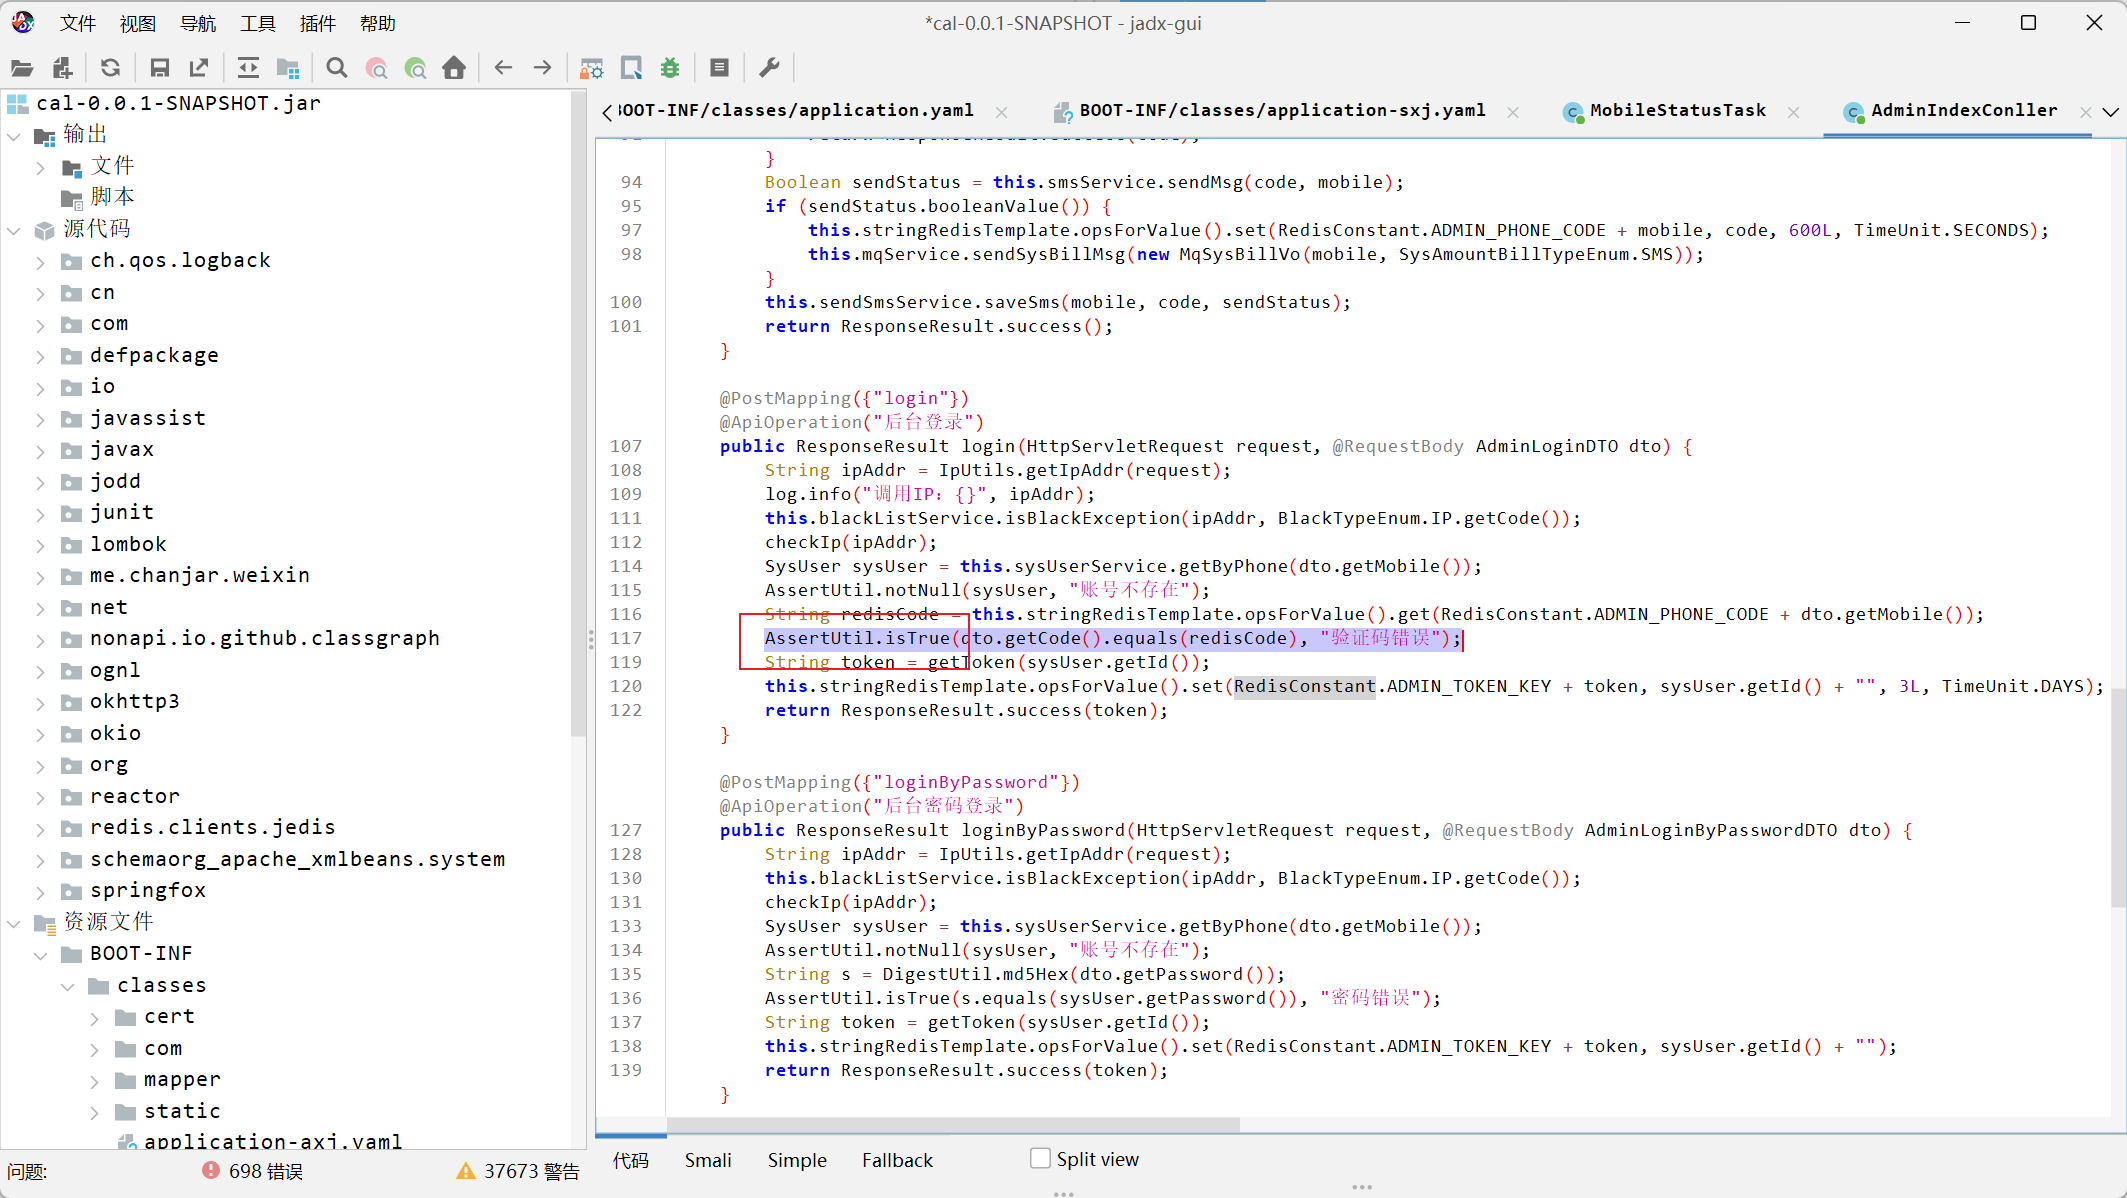 文件 视图 导航 工具 插件 帮助
*cal-0.0.1-SNAPSHOT - jadx-gui
cal-0.0.1-SNAPSHOT.jar
输出
文件
脚本
源代码
ch.qos.logback
cn
com
defpackage
io
javassist
javax
jodd
junit
lombok
me.chanjar.weixin
net
nonapi.io.github.classgraph
ognl
okhttp3
okio
org
reactor
redis.clients.jedis
schemaorg_apache_xmlbeans.system
springfox
资源文件
BOOT-INF
classes
cert
com
mapper
static
application-axj.yaml
问题: 698 错误 37673 警告
BOOT-INF/classes/application.yaml BOOT-INF/classes/application-sxj.yaml MobileStatusTask AdminIndexConller
}
94 Boolean sendStatus = this.smsService.sendMsg(code, mobile);
95 if (sendStatus.booleanValue()) {
97 this.stringRedisTemplate.opsForValue().set(RedisConstant.ADMIN_PHONE_CODE + mobile, code, 600L, TimeUnit.SECONDS);
98 this.mqService.sendSysBillMsg(new MqSysBillVo(mobile, SysAmountBillTypeEnum.SMS));
}
100 this.sendSmsService.saveSms(mobile, code, sendStatus);
101 return ResponseResult.success();
}
@PostMapping({"login"})
@ApiOperation("后台登录")
107 public ResponseResult login(HttpServletRequest request, @RequestBody AdminLoginDTO dto) {
108 String ipAddr = IpUtils.getIpAddr(request);
109 log.info("调用IP: {}", ipAddr);
111 this.blackListService.isBlackException(ipAddr, BlackTypeEnum.IP.getCode());
112 checkIp(ipAddr);
114 SysUser sysUser = this.sysUserService.getByPhone(dto.getMobile());
115 AssertUtil.notNull(sysUser, "账号不存在");
116 String redisCode = this.stringRedisTemplate.opsForValue().get(RedisConstant.ADMIN_PHONE_CODE + dto.getMobile());
117 AssertUtil.isTrue(dto.getCode().equals(redisCode), "验证码错误");
119 String token = getToken(sysUser.getId());
120 this.stringRedisTemplate.opsForValue().set(RedisConstant.ADMIN_TOKEN_KEY + token, sysUser.getId() + "", 3L, TimeUnit.DAYS);
122 return ResponseResult.success(token);
}
@PostMapping({"loginByPassword"})
@ApiOperation("后台密码登录")
127 public ResponseResult loginByPassword(HttpServletRequest request, @RequestBody AdminLoginByPasswordDTO dto) {
128 String ipAddr = IpUtils.getIpAddr(request);
130 this.blackListService.isBlackException(ipAddr, BlackTypeEnum.IP.getCode());
131 checkIp(ipAddr);
133 SysUser sysUser = this.sysUserService.getByPhone(dto.getMobile());
134 AssertUtil.notNull(sysUser, "账号不存在");
135 String s = DigestUtil.md5Hex(dto.getPassword());
136 AssertUtil.isTrue(s.equals(sysUser.getPassword()), "密码错误");
137 String token = getToken(sysUser.getId());
138 this.stringRedisTemplate.opsForValue().set(RedisConstant.ADMIN_TOKEN_KEY + token, sysUser.getId() + "");
139 return ResponseResult.success(token);
}
代码 Smali Simple Fallback Split view